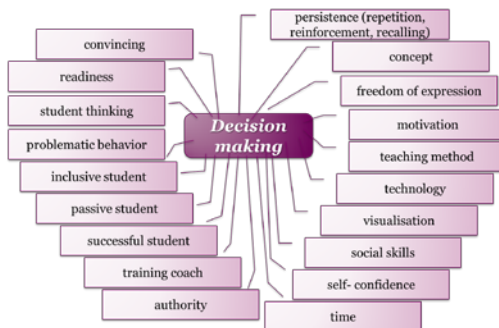 persistence (repetition,
reinforcement, recalling)
convincing
concept
readiness
freedom of expression
student thinking
motivation
Decision
making
problematic behavior
teaching method
inclusive student
technology
passive student
visualisation
successful student
social skills
training coach
self- confidence
authority
time